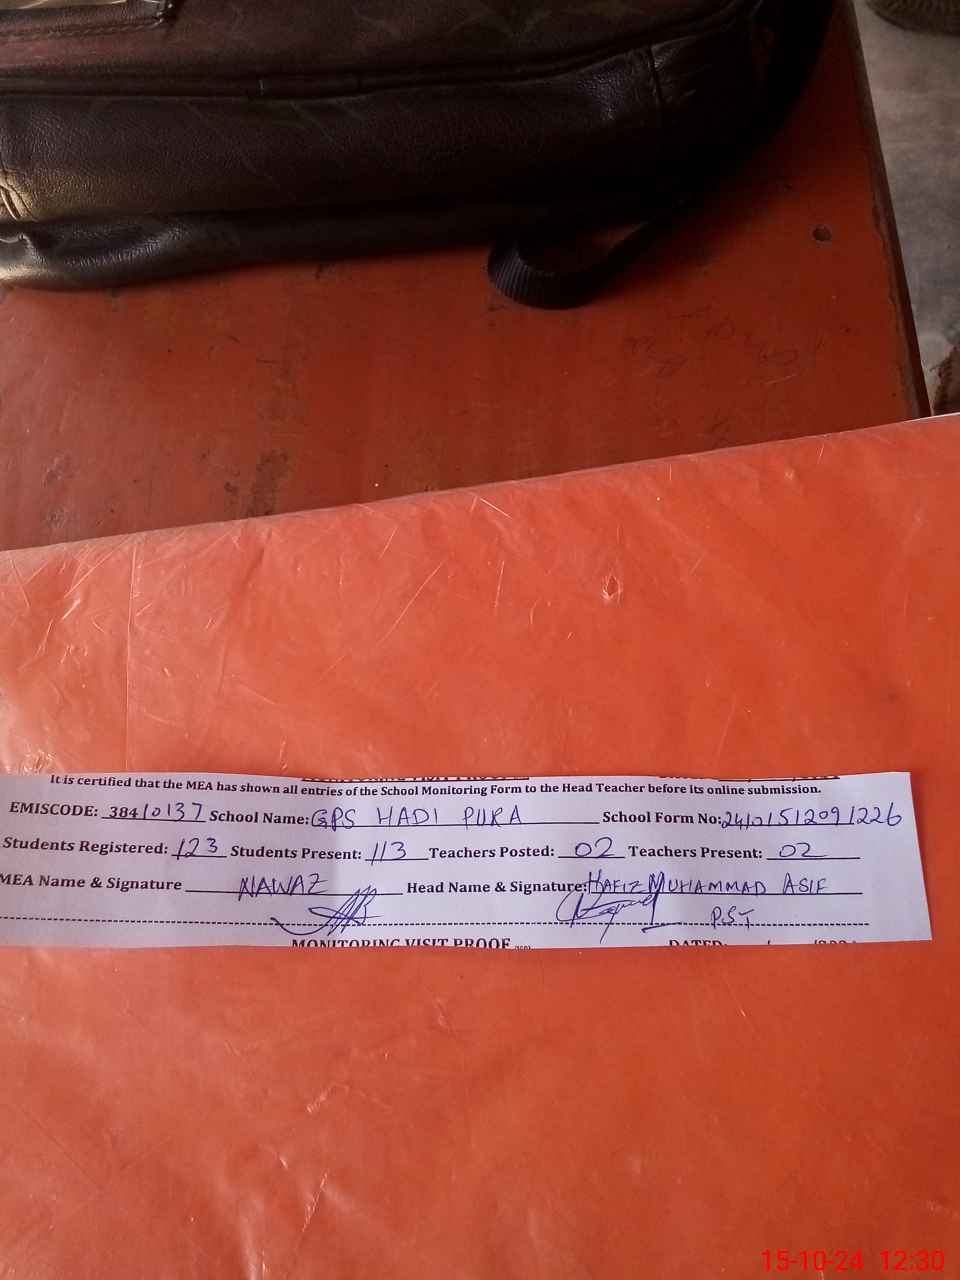 It is certified that the MEA has shown all entries of the School Monitoring Form to the Head Teacher before its online submission.
EMISCODE: 38410137 School Name: GPS HADI PURA School Form No: 24101512091226
Students Registered: 123 Students Present: 113 Teachers Posted: 02 Teachers Present: 02
MEA Name & Signature NAWAZ Head Name & Signature: HAFIZ MUHAMMAD ASIF
P.S.T
MONITORING VISIT PROOF DATED:
15-10-24 12:30